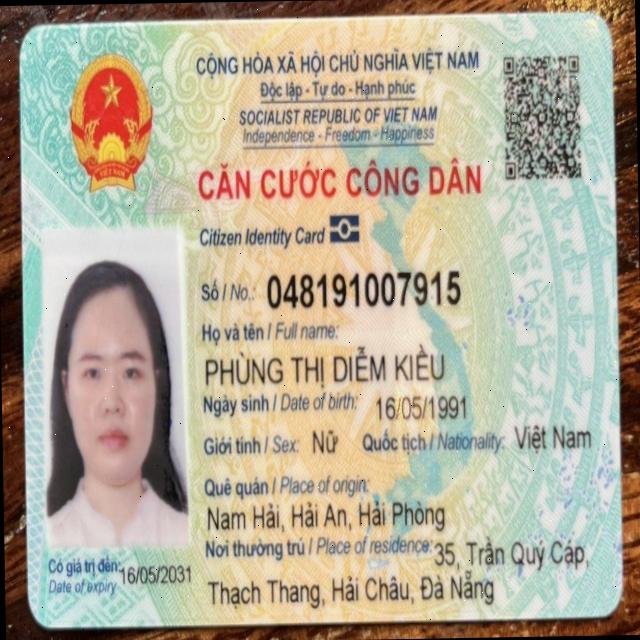 CỘNG HÒA XÃ HỘI CHỦ NGHĨA VIỆT NAM
Độc lập - Tự do - Hạnh phúc
SOCIALIST REPUBLIC OF VIET NAM
Independence - Freedom - Happiness
CĂN CƯỚC CÔNG DÂN
Citizen Identity Card
Số / No.: 048191007915
Họ và tên / Full name:
PHÙNG THỊ DIỄM KIỀU
Ngày sinh / Date of birth: 16/05/1991
Giới tính / Sex: Nữ Quốc tịch / Nationality: Việt Nam
Quê quán / Place of origin:
Nam Hải, Hải An, Hải Phòng
Nơi thường trú / Place of residence: 35, Trần Quý Cáp,
Thạch Thang, Hải Châu, Đà Nẵng
Có giá trị đến: 16/05/2031
Date of expiry
VIỆT NAM